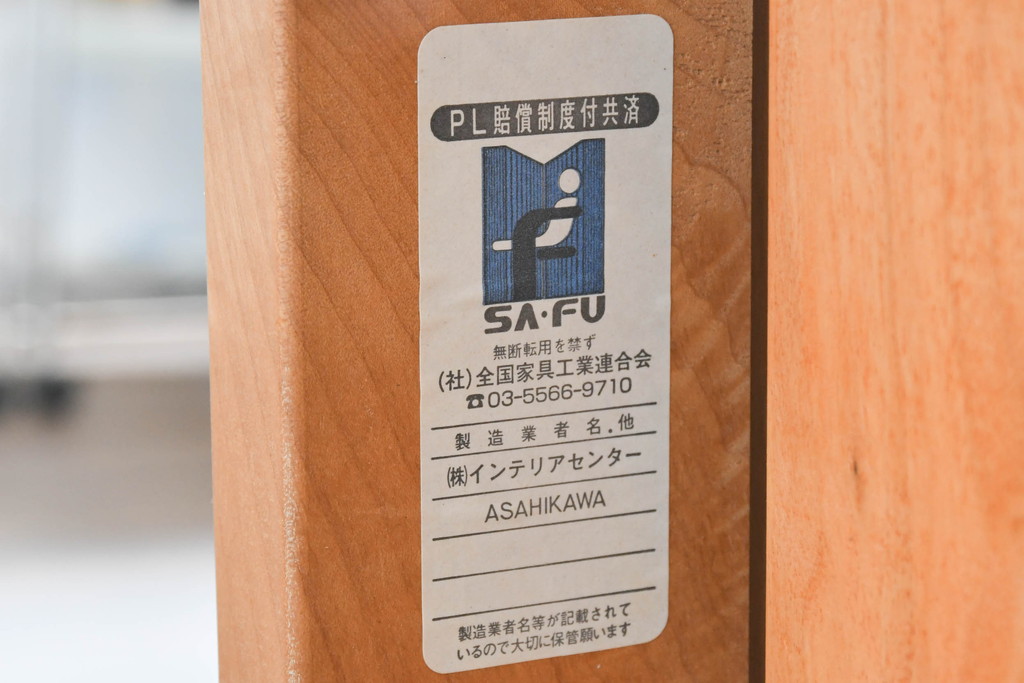 PL賠償制度付共済
SA・FU
無断転用を禁ず
(社)全国家具工業連合会
☎03-5566-9710
製造業者名.他
(株)インテリアセンター
ASAHIKAWA
製造業者名等が記載されて
いるので大切に保管願います